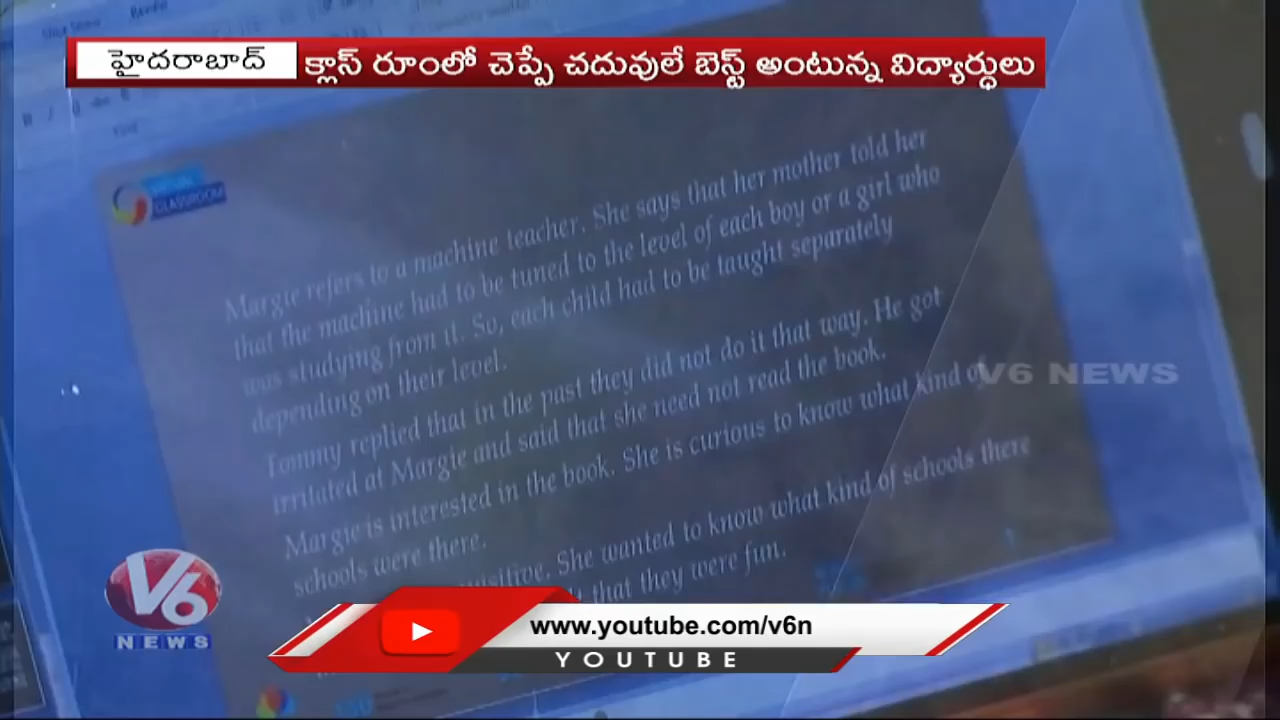 హైదరాబాద్ క్లాస్ రూంలో చెప్పే చదువులే బెస్ట్ అంటున్న విద్యార్థులు
CLASSROOM
Margie refers to a machine teacher. She says that her mother told her
that the machine had to be tuned to the level of each boy or a girl who
was studying from it. So, each child had to be taught separately
depending on their level.
Tommy replied that in the past they did not do it that way. He got
irritated at Margie and said that she need not read the book.
Margie is interested in the book. She is curious to know what kind of
schools were there.
She wanted to know what kind of schools there
that they were fun.
V6 NEWS
V6
NEWS
www.youtube.com/v6n
YOUTUBE